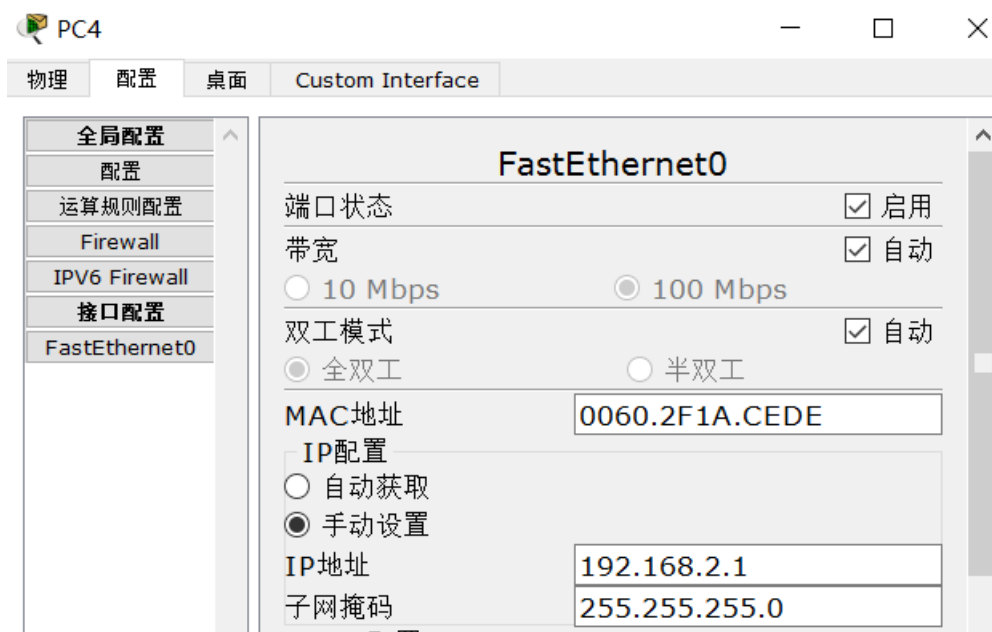 PC4
物理 配置 桌面 Custom Interface
全局配置
配置
运算规则配置
Firewall
IPV6 Firewall
接口配置
FastEthernet0
FastEthernet0
端口状态 启用
带宽 自动
10 Mbps 100 Mbps
双工模式 自动
全双工 半双工
MAC地址 0060.2F1A.CEDE
IP配置
自动获取
手动设置
IP地址 192.168.2.1
子网掩码 255.255.255.0